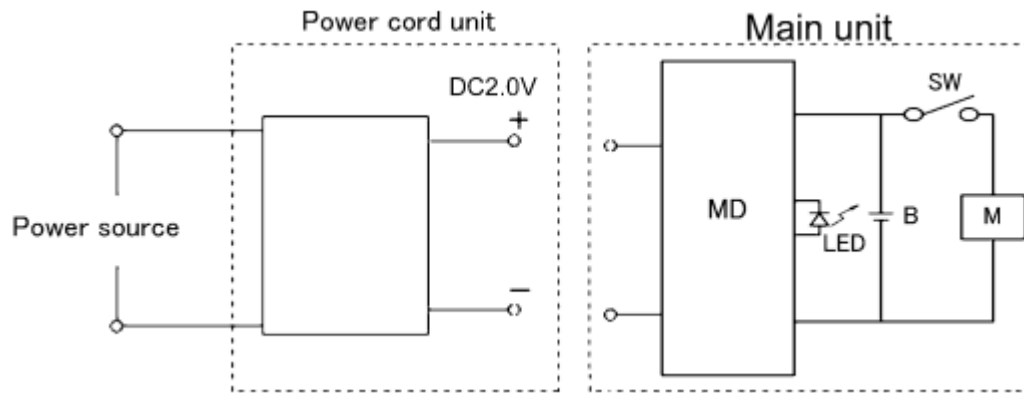 Power cord unit
Main unit
DC2.0V
+
SW
Power source
MD
LED
B
M
−